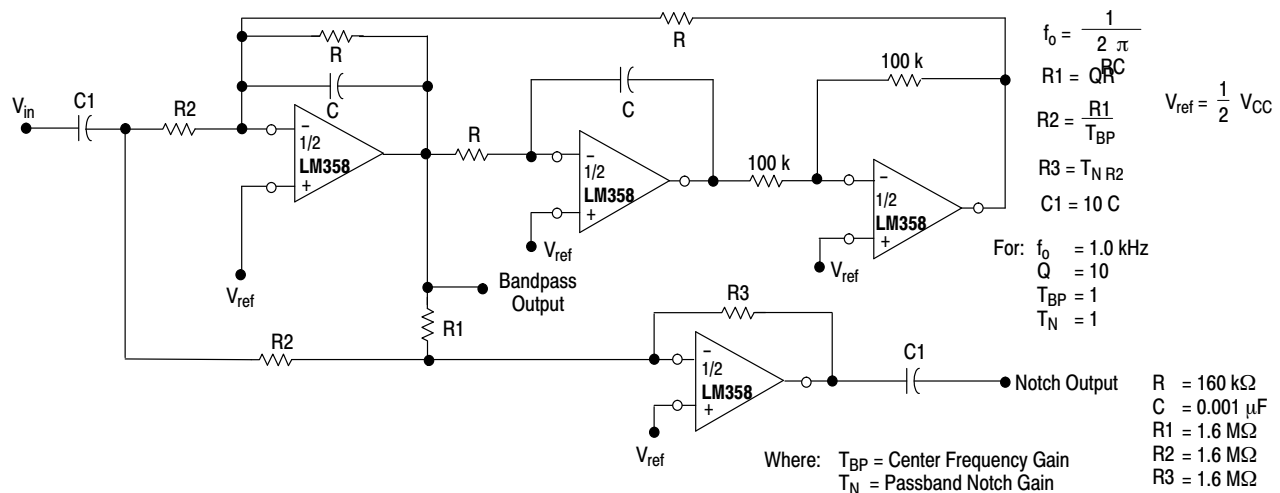 R
R
C
C1
R2
V_in
1/2
LM358
−
+
V_ref
R
C
1/2
LM358
−
+
V_ref
100 k
100 k
1/2
LM358
−
+
V_ref
Bandpass
Output
R1
R2
R3
1/2
LM358
−
+
V_ref
C1
Notch Output
f_o = 1 / 2 π RC
R1 = QR
R2 = R1 / T_BP
R3 = T_N R2
C1 = 10 C
V_ref = 1/2 V_CC
For: f_o = 1.0 kHz
Q = 10
T_BP = 1
T_N = 1
R = 160 kΩ
C = 0.001 μF
R1 = 1.6 MΩ
R2 = 1.6 MΩ
R3 = 1.6 MΩ
Where: T_BP = Center Frequency Gain
T_N = Passband Notch Gain